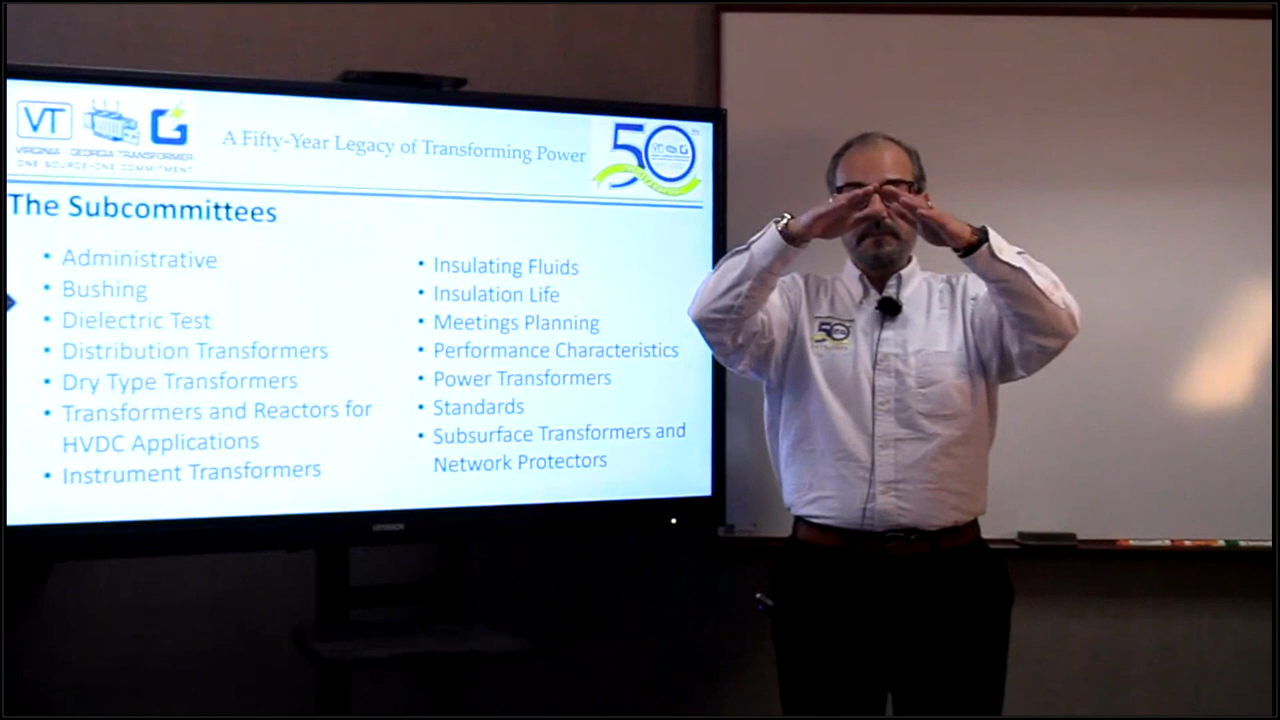 VT
G
VIRGINIA - GEORGIA TRANSFORMER
ONE SOURCE-ONE COMMITMENT
A Fifty-Year Legacy of Transforming Power
50TH
The Subcommittees
• Administrative
• Bushing
• Dielectric Test
• Distribution Transformers
• Dry Type Transformers
• Transformers and Reactors for
HVDC Applications
• Instrument Transformers
• Insulating Fluids
• Insulation Life
• Meetings Planning
• Performance Characteristics
• Power Transformers
• Standards
• Subsurface Transformers and
Network Protectors
50